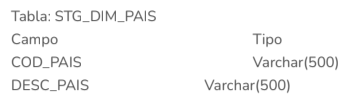 Tabla: STG_DIM_PAIS
Campo Tipo
COD_PAIS Varchar(500)
DESC_PAIS Varchar(500)